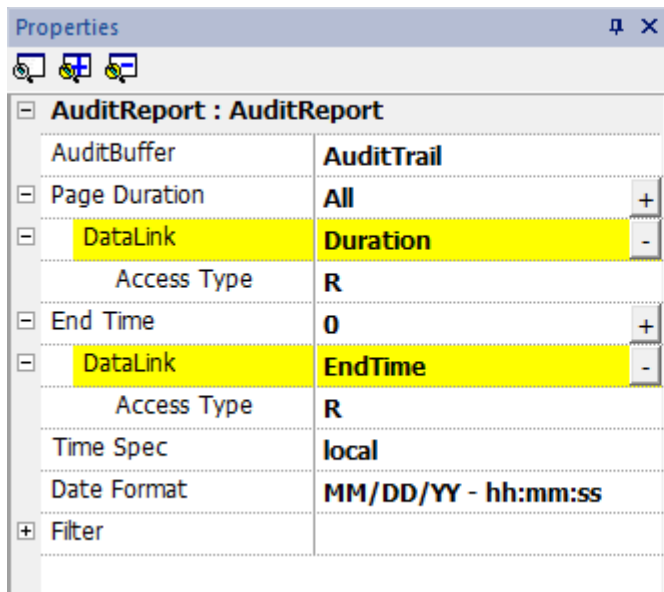 Properties
AuditReport : AuditReport
AuditBuffer AuditTrail
Page Duration All +
DataLink Duration -
Access Type R
End Time 0 +
DataLink EndTime -
Access Type R
Time Spec local
Date Format MM/DD/YY - hh:mm:ss
Filter